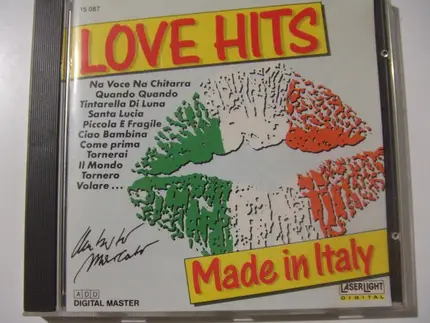 15 087
LOVE HITS
Na Voce Na Chitarra
Quando Quando
Tintarella Di Luna
Santa Lucia
Piccola E Fragile
Ciao Bambina
Come prima
Tornerai
Il Mondo
Tornero
Volare ...
Made in Italy
ADD
DIGITAL MASTER
LASERLIGHT
DIGITAL